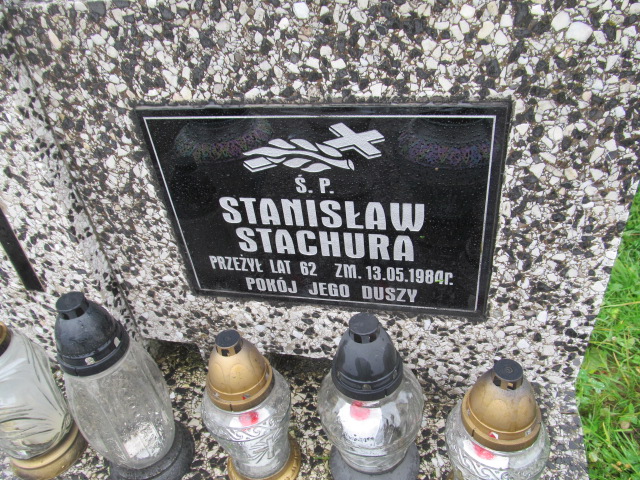 Ś. P.
STANISŁAW
STACHURA
PRZEŻYŁ LAT 62 ZM. 13.05.1984r.
POKÓJ JEGO DUSZY